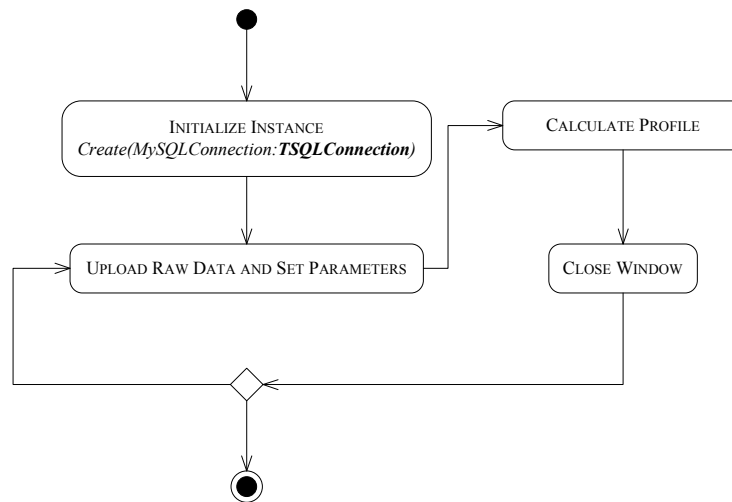 INITIALIZE INSTANCE
Create(MySQLConnection:TSQLConnection)
CALCULATE PROFILE
UPLOAD RAW DATA AND SET PARAMETERS
CLOSE WINDOW